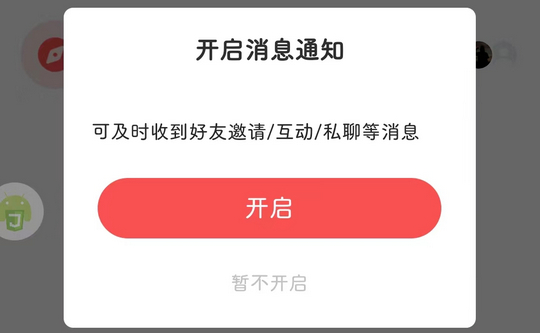 开启消息通知
可及时收到好友邀请/互动/私聊等消息
开启
暂不开启